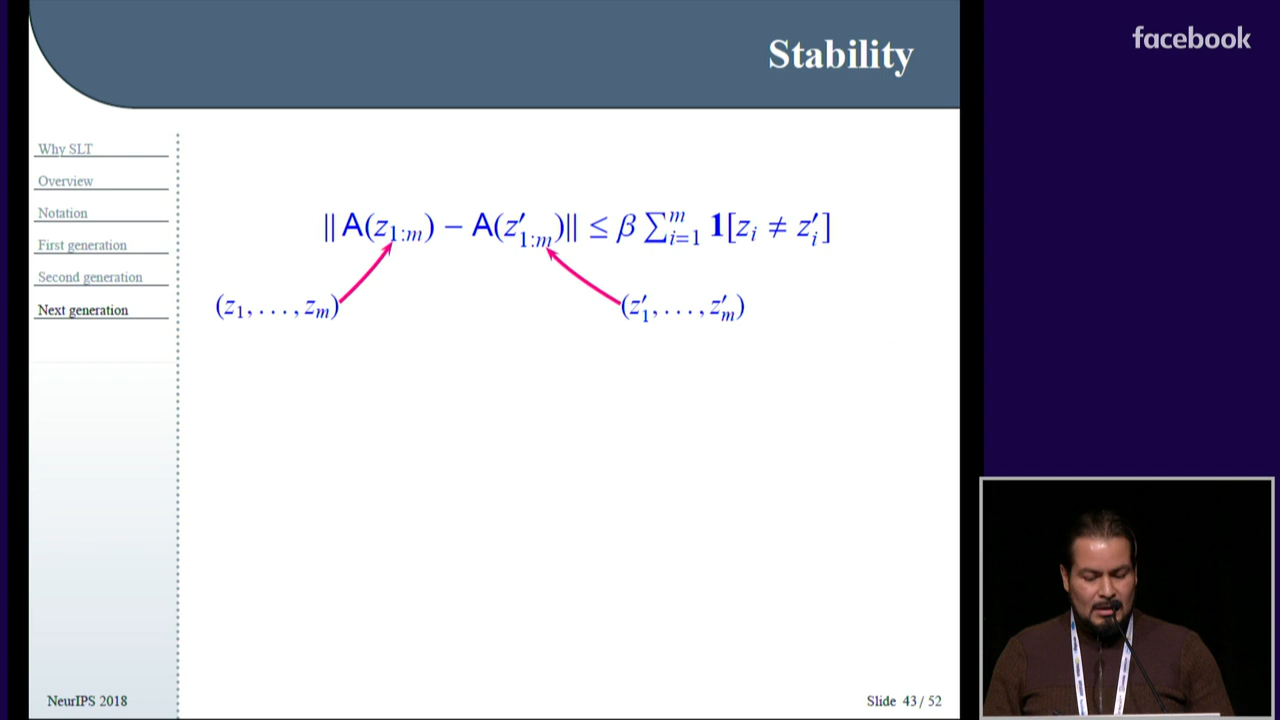 Stability
facebook
Why SLT
Overview
Notation
First generation
Second generation
Next generation
‖ A(z₁:ₘ) − A(z′₁:ₘ)‖ ≤ β ∑ᵐᵢ₌₁ 𝟏[zᵢ ≠ z′ᵢ]
(z₁, . . . , zₘ)
(z′₁, . . . , z′ₘ)
NeurIPS 2018
Slide 43 / 52